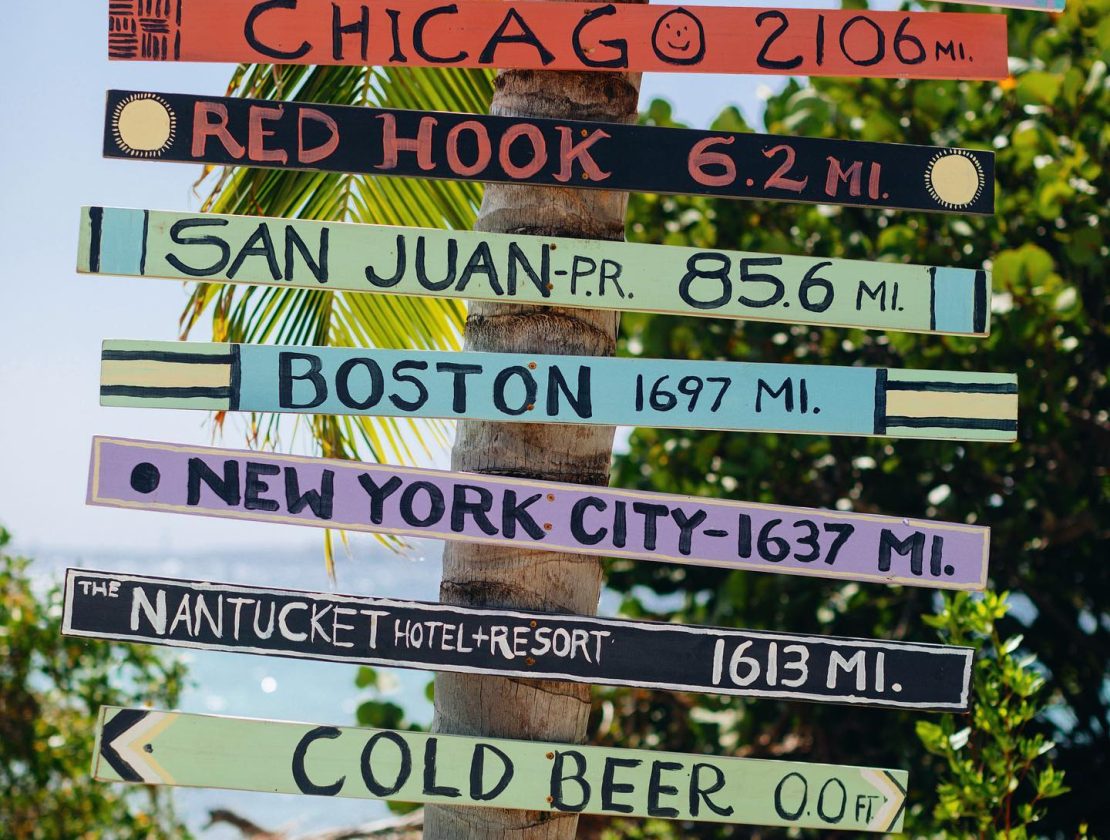 CHICAGO 2106 MI.
RED HOOK 6.2 MI.
SAN JUAN-P.R. 85.6 MI.
BOSTON 1697 MI.
NEW YORK CITY-1637 MI.
THE NANTUCKET HOTEL+RESORT 1613 MI.
COLD BEER 0.0 FT.